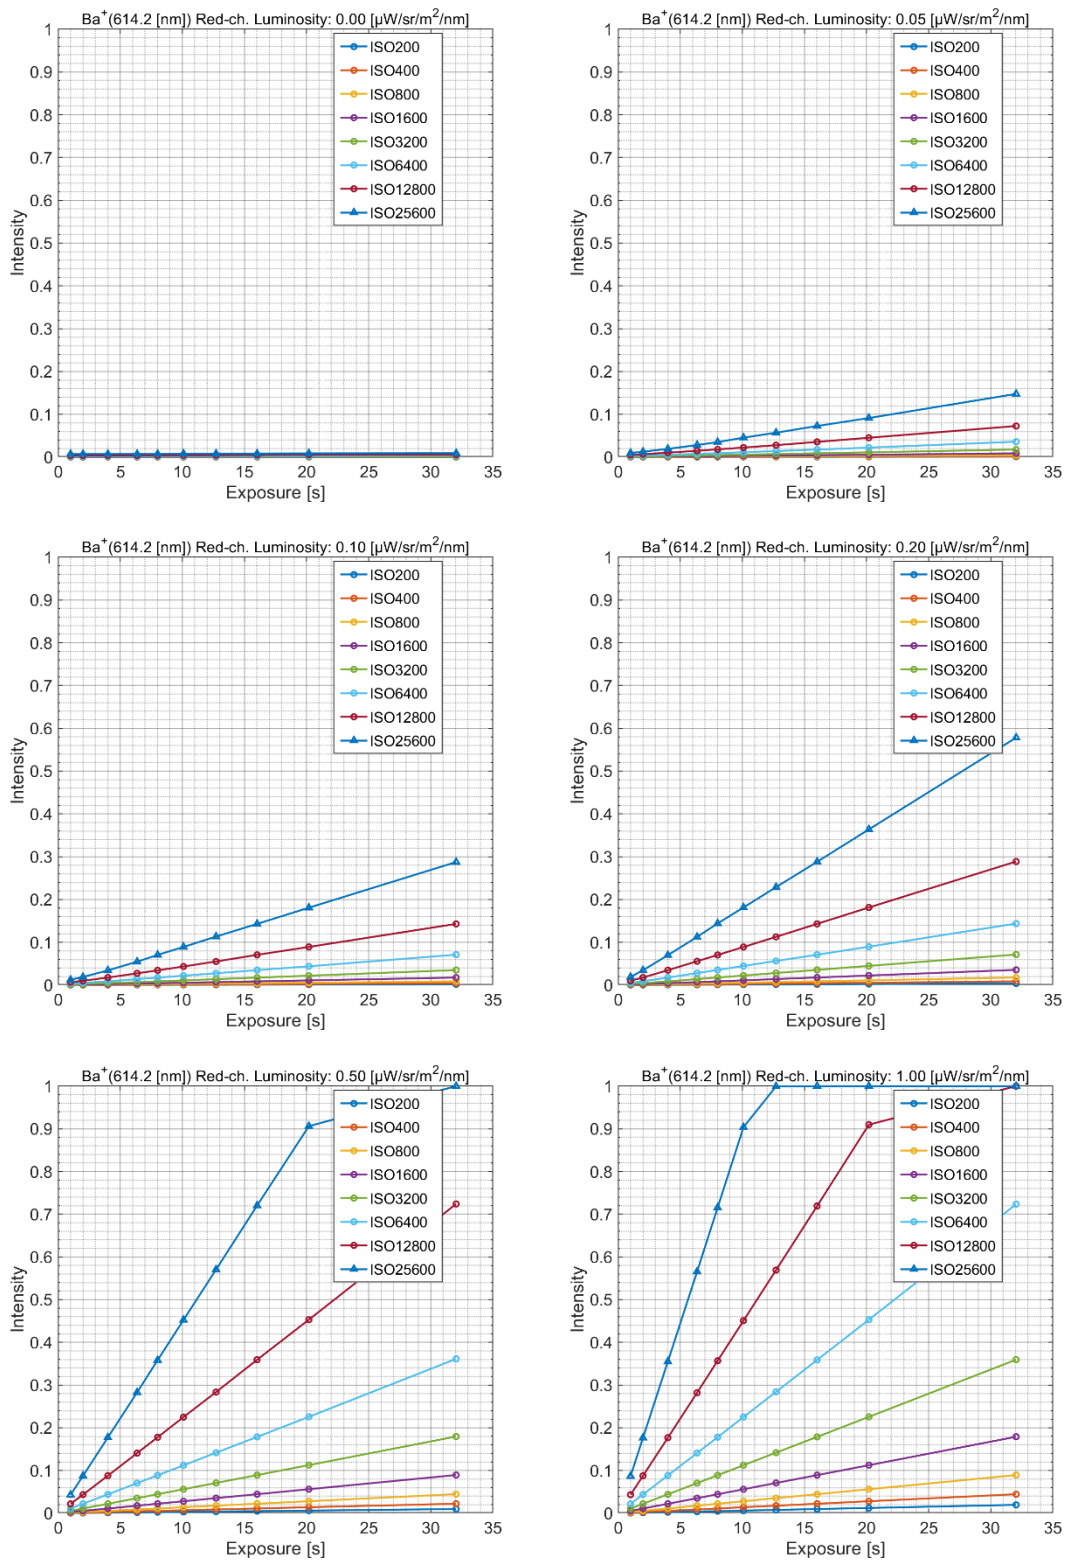 Ba⁺(614.2 [nm]) Red-ch. Luminosity: 0.00 [µW/sr/m²/nm]
1
0.9
0.8
0.7
0.6
0.5
0.4
0.3
0.2
0.1
0
Intensity
ISO200
ISO400
ISO800
ISO1600
ISO3200
ISO6400
ISO12800
ISO25600
0 5 10 15 20 25 30 35
Exposure [s]
Ba⁺(614.2 [nm]) Red-ch. Luminosity: 0.05 [µW/sr/m²/nm]
1
0.9
0.8
0.7
0.6
0.5
0.4
0.3
0.2
0.1
0
Intensity
ISO200
ISO400
ISO800
ISO1600
ISO3200
ISO6400
ISO12800
ISO25600
0 5 10 15 20 25 30 35
Exposure [s]
Ba⁺(614.2 [nm]) Red-ch. Luminosity: 0.10 [µW/sr/m²/nm]
1
0.9
0.8
0.7
0.6
0.5
0.4
0.3
0.2
0.1
0
Intensity
ISO200
ISO400
ISO800
ISO1600
ISO3200
ISO6400
ISO12800
ISO25600
0 5 10 15 20 25 30 35
Exposure [s]
Ba⁺(614.2 [nm]) Red-ch. Luminosity: 0.20 [µW/sr/m²/nm]
1
0.9
0.8
0.7
0.6
0.5
0.4
0.3
0.2
0.1
0
Intensity
ISO200
ISO400
ISO800
ISO1600
ISO3200
ISO6400
ISO12800
ISO25600
0 5 10 15 20 25 30 35
Exposure [s]
Ba⁺(614.2 [nm]) Red-ch. Luminosity: 0.50 [µW/sr/m²/nm]
1
0.9
0.8
0.7
0.6
0.5
0.4
0.3
0.2
0.1
0
Intensity
ISO200
ISO400
ISO800
ISO1600
ISO3200
ISO6400
ISO12800
ISO25600
0 5 10 15 20 25 30 35
Exposure [s]
Ba⁺(614.2 [nm]) Red-ch. Luminosity: 1.00 [µW/sr/m²/nm]
1
0.9
0.8
0.7
0.6
0.5
0.4
0.3
0.2
0.1
0
Intensity
ISO200
ISO400
ISO800
ISO1600
ISO3200
ISO6400
ISO12800
ISO25600
0 5 10 15 20 25 30 35
Exposure [s]